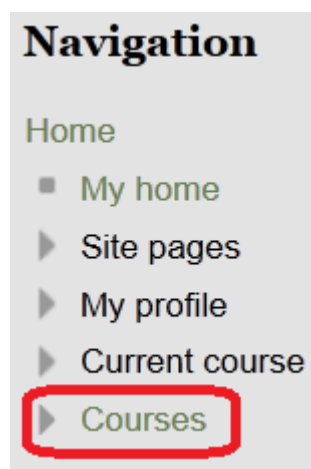 Navigation
Home
My home
Site pages
My profile
Current course
Courses